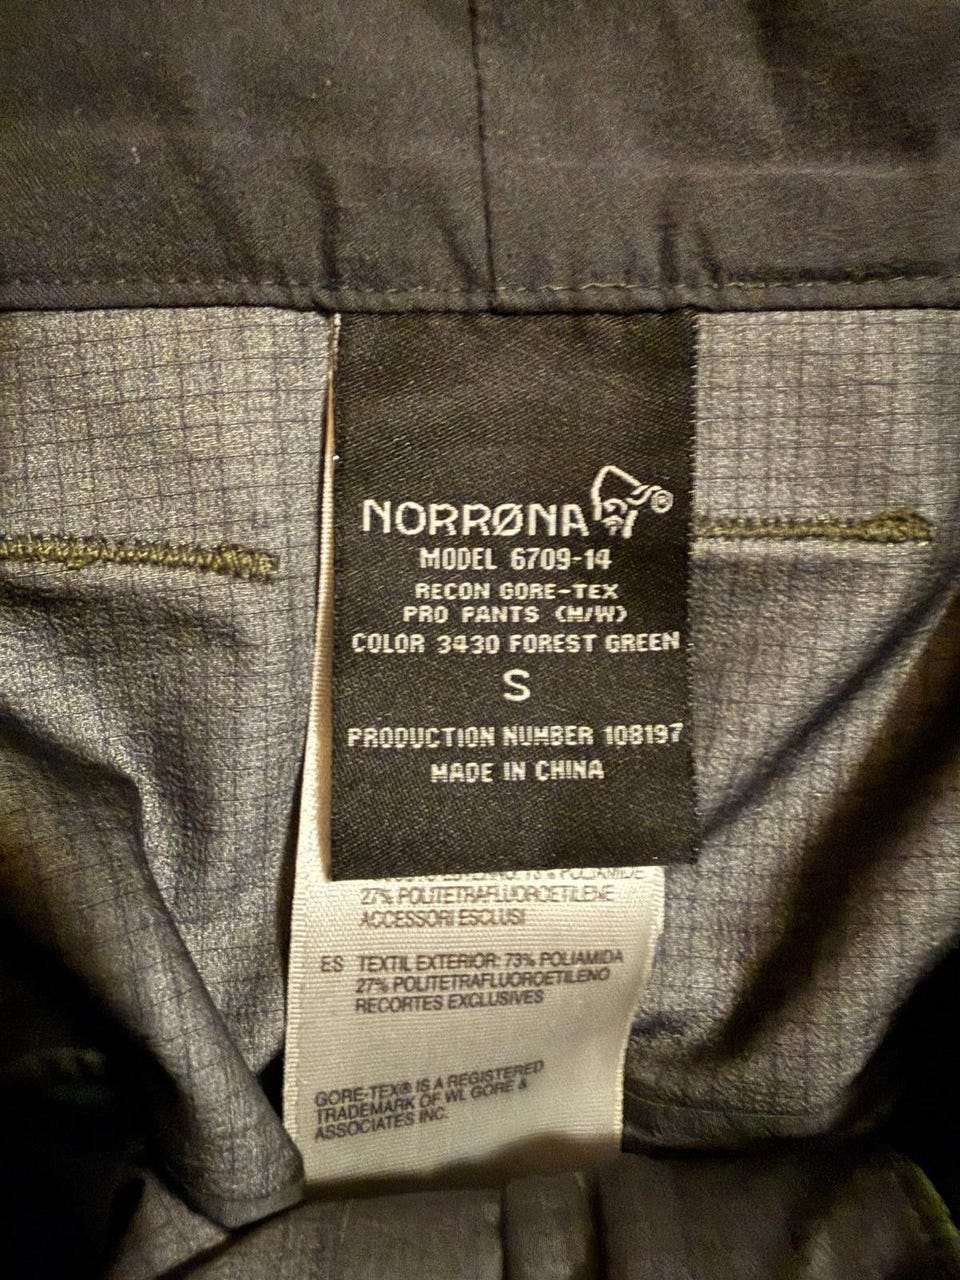 NORRØNA®
MODEL 6709-14
RECON GORE-TEX
PRO PANTS (M/W)
COLOR 3430 FOREST GREEN
S
PRODUCTION NUMBER 108197
MADE IN CHINA
POLIAMIDE
27% POLITETRAFLUOROETILENE
ACCESSORI ESCLUSI
ES TEXTIL EXTERIOR: 73% POLIAMIDA
27% POLITETRAFLUOROETILENO
RECORTES EXCLUSIVES
GORE-TEX® IS A REGISTERED
TRADEMARK OF WL GORE &
ASSOCIATES INC.